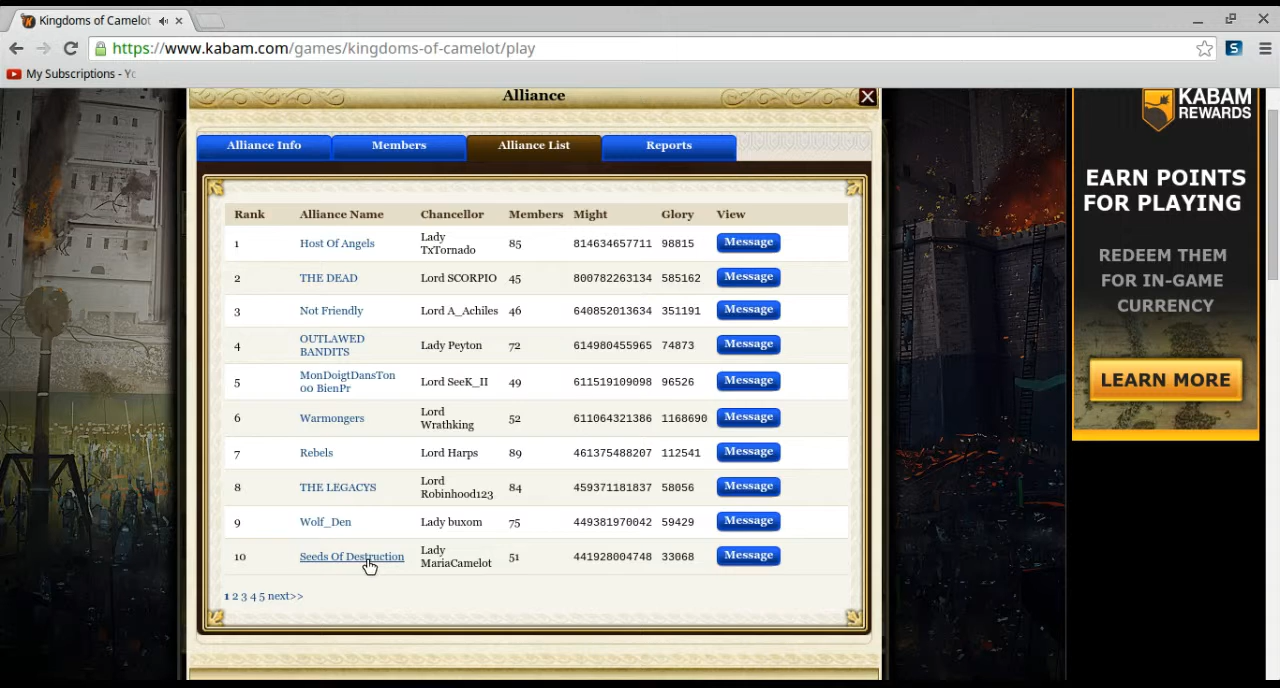 Kingdoms of Camelot
https://www.kabam.com/games/kingdoms-of-camelot/play
S
My Subscriptions - Yo
Alliance
Alliance Info Members Alliance List Reports
Rank Alliance Name Chancellor Members Might Glory View
1 Host Of Angels Lady TxTornado 85 814634657711 98815 Message
2 THE DEAD Lord SCORPIO 45 800782263134 585162 Message
3 Not Friendly Lord A_Achiles 46 640852013634 351191 Message
4 OUTLAWED BANDITS Lady Peyton 72 614980455965 74873 Message
5 MonDoigtDansTon oo BienPr Lord SeeK_II 49 611519109098 96526 Message
6 Warmongers Lord Wrathking 52 611064321386 1168690 Message
7 Rebels Lord Harps 89 461375488207 112541 Message
8 THE LEGACYS Lord Robinhood123 84 459371181837 58056 Message
9 Wolf_Den Lady buxom 75 449381970042 59429 Message
10 Seeds Of Destruction Lady MariaCamelot 51 441928004748 33068 Message
1 2 3 4 5 next>>
KABAM
REWARDS
EARN POINTS
FOR PLAYING
REDEEM THEM
FOR IN-GAME
CURRENCY
LEARN MORE